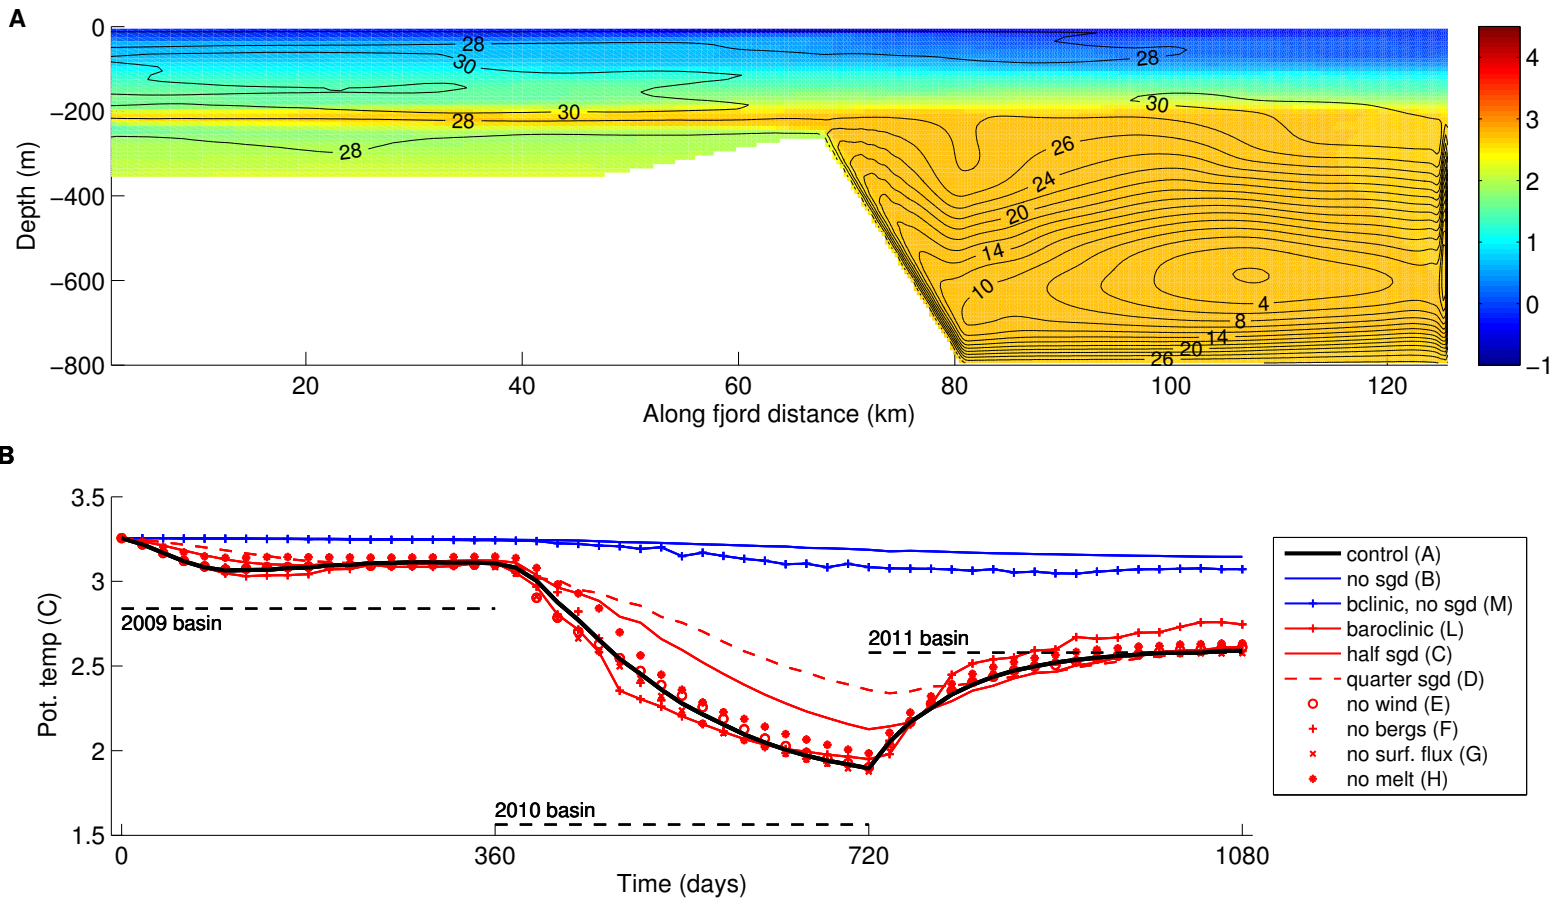 A
0
−200
−400
−600
−800
Depth (m)
28
30
28
30
28
28
28
30
26
24
20
14
10
4
8
14
20
26
20
40
60
80
100
120
Along fjord distance (km)
4
3
2
1
0
−1
B
3.5
3
2.5
2
1.5
Pot. temp (C)
2009 basin
2010 basin
2011 basin
0
360
720
1080
Time (days)
control (A)
no sgd (B)
bclinic, no sgd (M)
baroclinic (L)
half sgd (C)
quarter sgd (D)
no wind (E)
no bergs (F)
no surf. flux (G)
no melt (H)